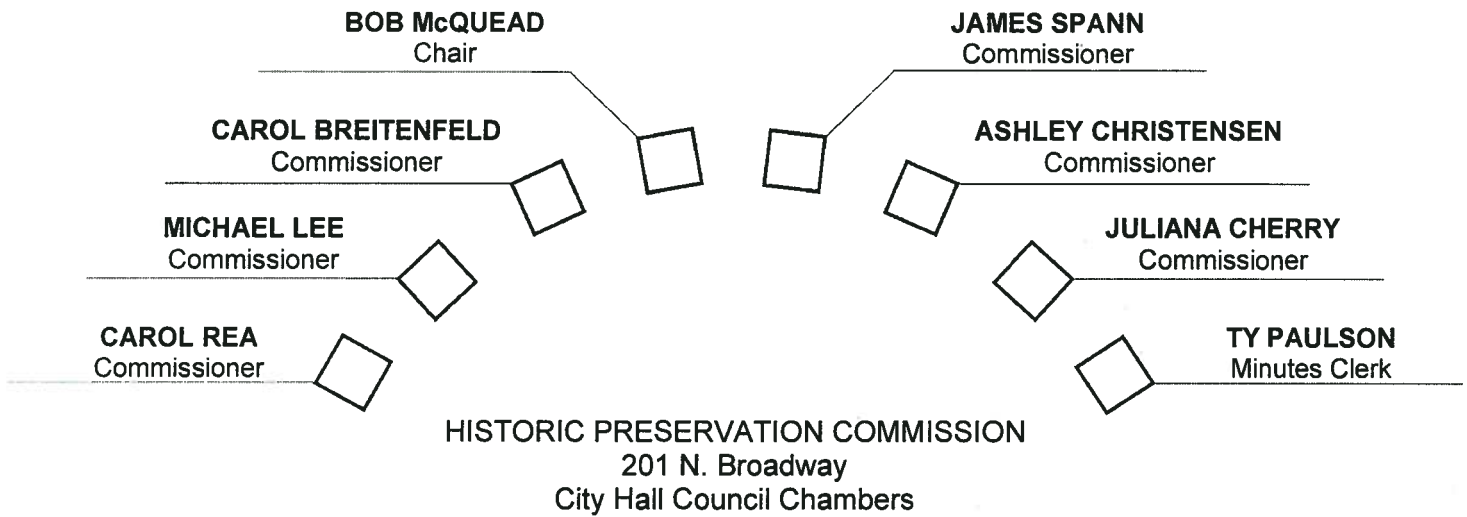 BOB McQUEAD
Chair
JAMES SPANN
Commissioner
CAROL BREITENFELD
Commissioner
ASHLEY CHRISTENSEN
Commissioner
MICHAEL LEE
Commissioner
JULIANA CHERRY
Commissioner
CAROL REA
Commissioner
TY PAULSON
Minutes Clerk
HISTORIC PRESERVATION COMMISSION
201 N. Broadway
City Hall Council Chambers